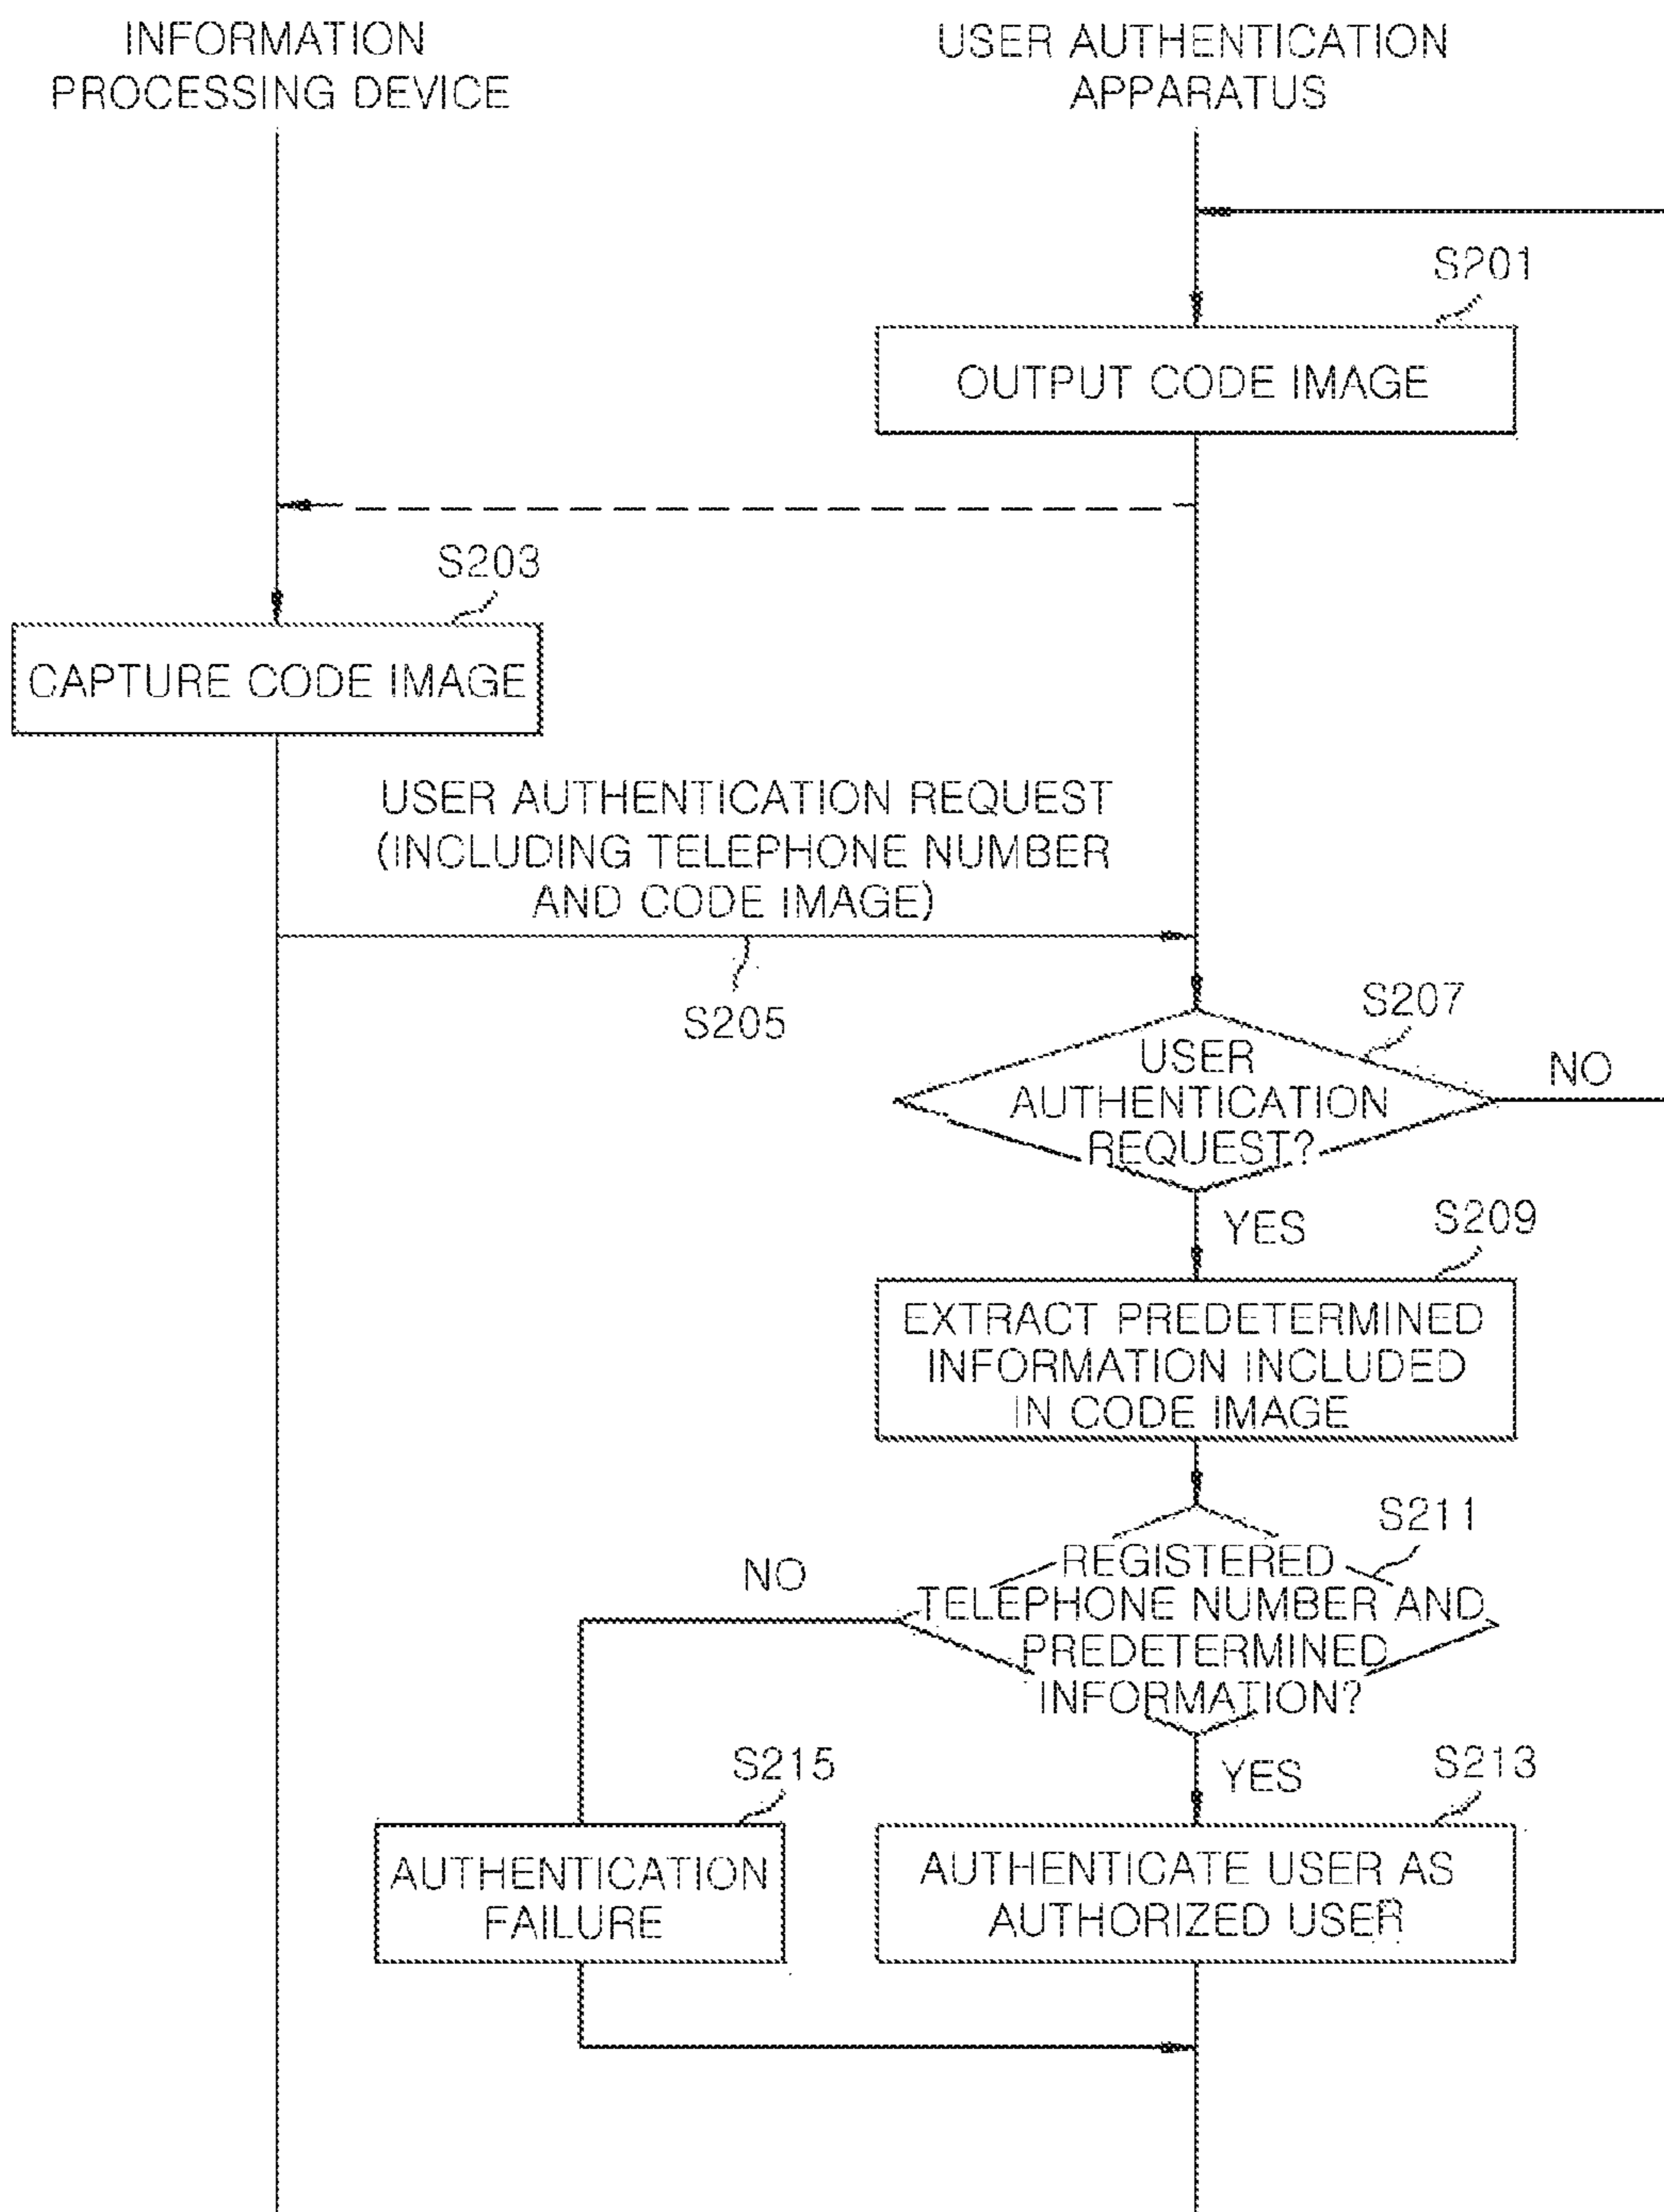 INFORMATION
PROCESSING DEVICE
USER AUTHENTICATION
APPARATUS
S201
OUTPUT CODE IMAGE
S203
CAPTURE CODE IMAGE
USER AUTHENTICATION REQUEST
(INCLUDING TELEPHONE NUMBER
AND CODE IMAGE)
S205
S207
USER
AUTHENTICATION
REQUEST?
NO
YES
S209
EXTRACT PREDETERMINED
INFORMATION INCLUDED
IN CODE IMAGE
S211
REGISTERED
TELEPHONE NUMBER AND
PREDETERMINED
INFORMATION?
NO
YES
S215
AUTHENTICATION
FAILURE
S213
AUTHENTICATE USER AS
AUTHORIZED USER